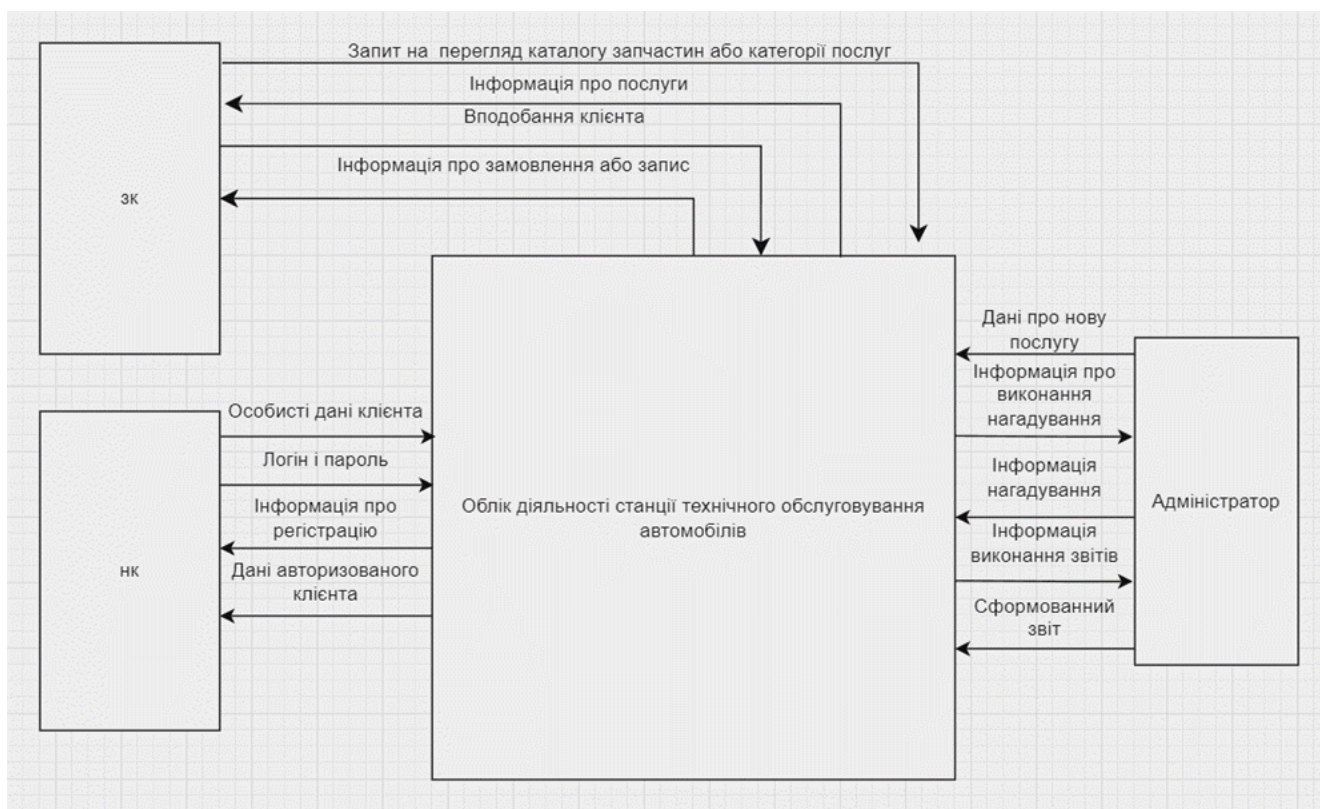 Запит на перегляд каталогу запчастин або категорії послуг
Інформація про послуги
Вподобання клієнта
Інформація про замовлення або запис
зк
Особисті дані клієнта
Логін і пароль
Інформація про
регістрацію
Дані авторизованого
клієнта
нк
Облік діяльності станції технічного обслуговування
автомобілів
Дані про нову
послугу
Інформація про
виконання
нагадування
Інформація
нагадування
Інформація
виконання звітів
Сформованний
звіт
Адміністратор